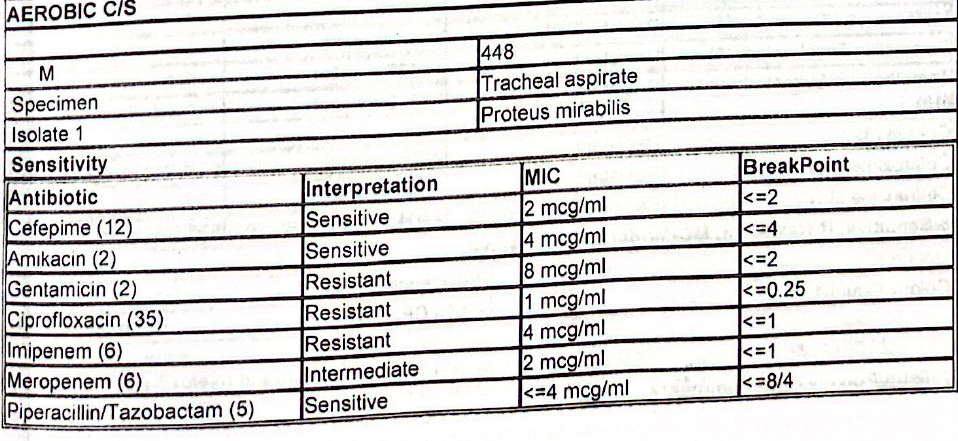 AEROBIC C/S
448
M Tracheal aspirate
Specimen Proteus mirabilis
Isolate 1
Sensitivity
Antibiotic Interpretation MIC BreakPoint
Cefepime (12) Sensitive 2 mcg/ml <=2
Amikacin (2) Sensitive 4 mcg/ml <=4
Gentamicin (2) Resistant 8 mcg/ml <=2
Ciprofloxacin (35) Resistant 1 mcg/ml <=0.25
Imipenem (6) Resistant 4 mcg/ml <=1
Meropenem (6) Intermediate 2 mcg/ml <=1
Piperacillin/Tazobactam (5) Sensitive <=4 mcg/ml <=8/4